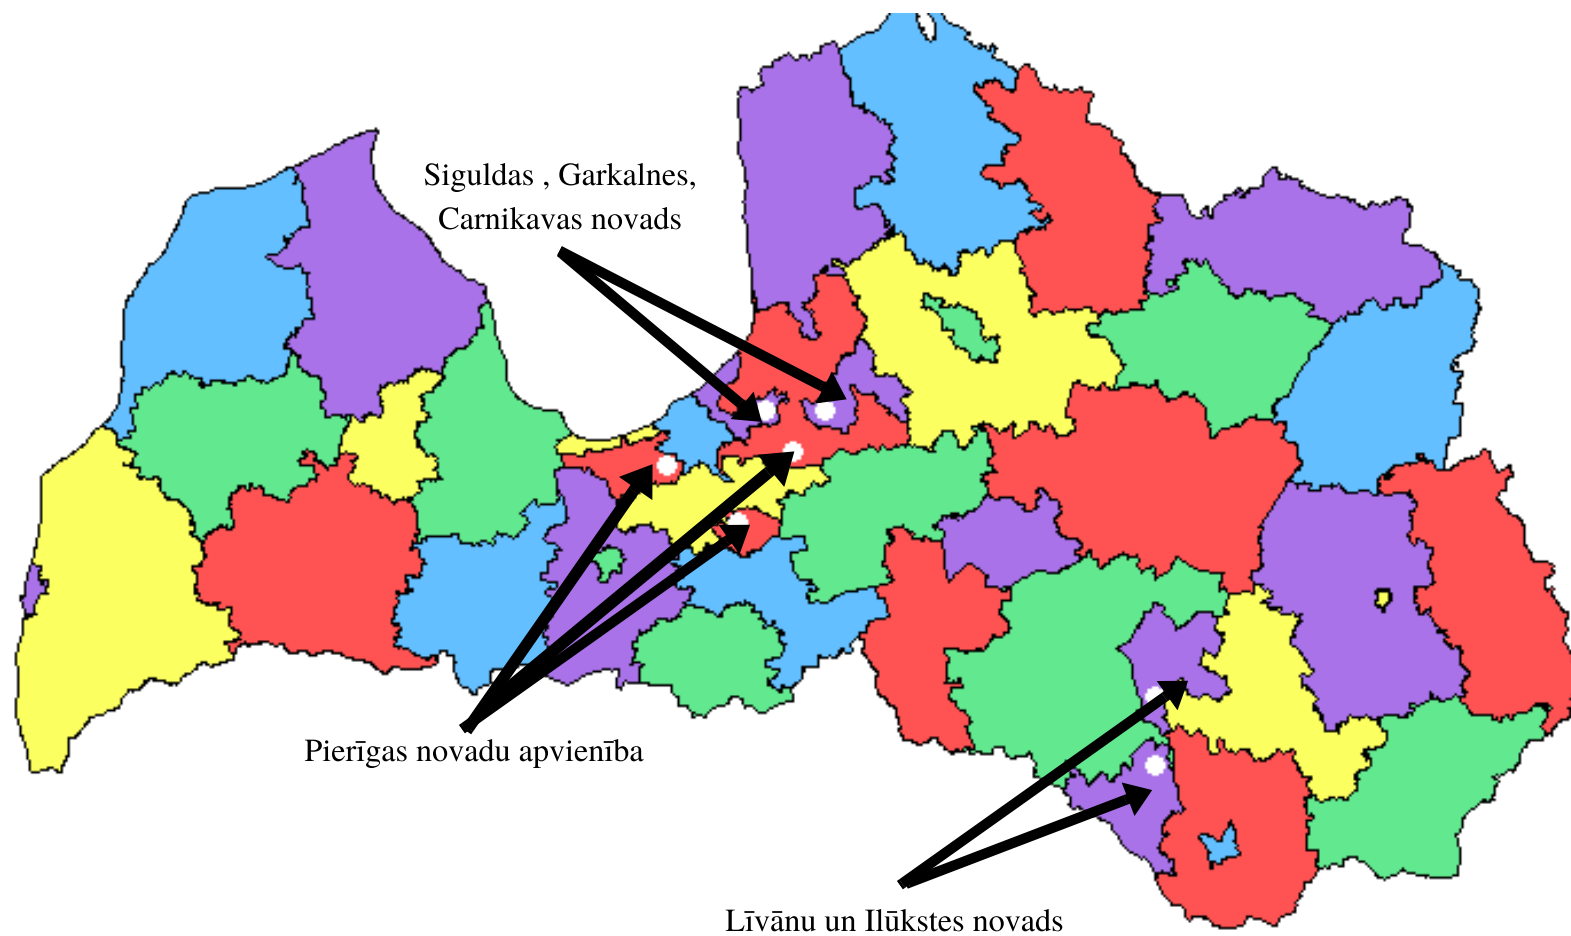 Siguldas , Garkalnes,
Carnikavas novads
Pierīgas novadu apvienība
Līvānu un Ilūkstes novads